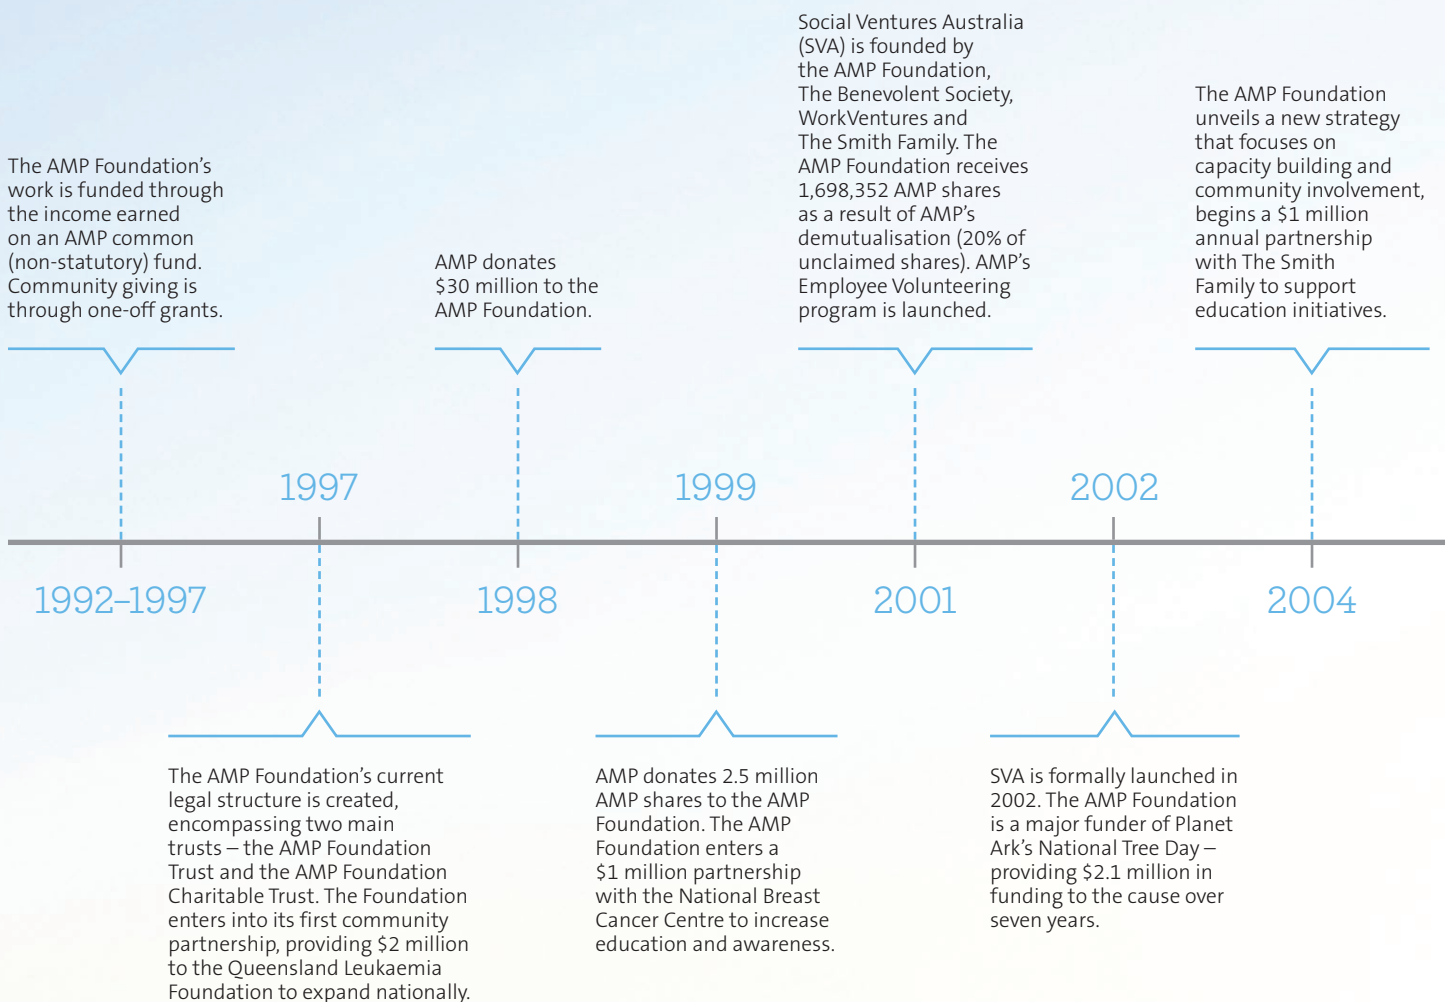 The AMP Foundation's
work is funded through
the income earned
on an AMP common
(non-statutory) fund.
Community giving is
through one-off grants.
1992–1997
1997
The AMP Foundation's current
legal structure is created,
encompassing two main
trusts – the AMP Foundation
Trust and the AMP Foundation
Charitable Trust. The Foundation
enters into its first community
partnership, providing $2 million
to the Queensland Leukaemia
Foundation to expand nationally.
AMP donates
$30 million to the
AMP Foundation.
1998
1999
AMP donates 2.5 million
AMP shares to the AMP
Foundation. The AMP
Foundation enters a
$1 million partnership
with the National Breast
Cancer Centre to increase
education and awareness.
Social Ventures Australia
(SVA) is founded by
the AMP Foundation,
The Benevolent Society,
WorkVentures and
The Smith Family. The
AMP Foundation receives
1,698,352 AMP shares
as a result of AMP's
demutualisation (20% of
unclaimed shares). AMP's
Employee Volunteering
program is launched.
2001
2002
SVA is formally launched in
2002. The AMP Foundation
is a major funder of Planet
Ark's National Tree Day –
providing $2.1 million in
funding to the cause over
seven years.
The AMP Foundation
unveils a new strategy
that focuses on
capacity building and
community involvement,
begins a $1 million
annual partnership
with The Smith
Family to support
education initiatives.
2004